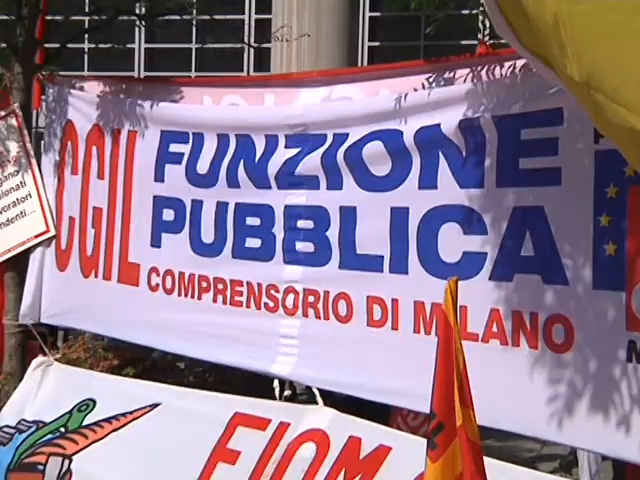 CGIL
FUNZIONE
PUBBLICA
COMPRENSORIO DI MILANO
FIOM